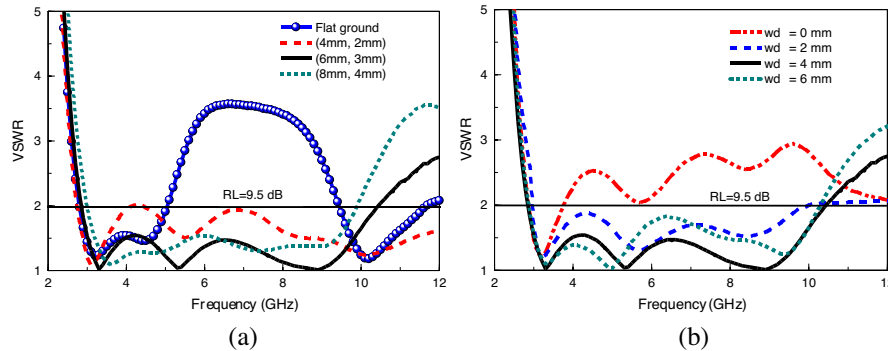 5
4
3
2
1
VSWR
Flat ground
(4mm, 2mm)
(6mm, 3mm)
(8mm, 4mm)
RL=9.5 dB
2 4 6 8 10 12
Frequency (GHz)
(a)
5
4
3
2
1
VSWR
wd = 0 mm
wd = 2 mm
wd = 4 mm
wd = 6 mm
RL=9.5 dB
2 4 6 8 10 12
Frequency (GHz)
(b)